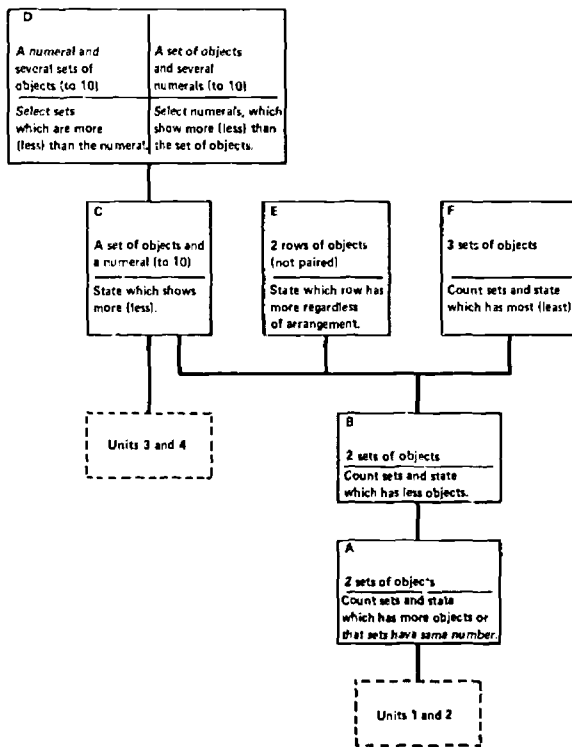 D
A numeral and
several sets of
objects (to 10)
Select sets
which are more
(less) than the numeral.
A set of objects
and several
numerals (to 10)
Select numerals, which
show more (less) than
the set of objects.
C
A set of objects and
a numeral (to 10)
State which shows
more (less).
E
2 rows of objects
(not paired)
State which row has
more regardless
of arrangement.
F
3 sets of objects
Count sets and state
which has most (least)
Units 3 and 4
B
2 sets of objects
Count sets and state
which has less objects.
A
2 sets of objects
Count sets and state
which has more objects or
that sets have same number.
Units 1 and 2